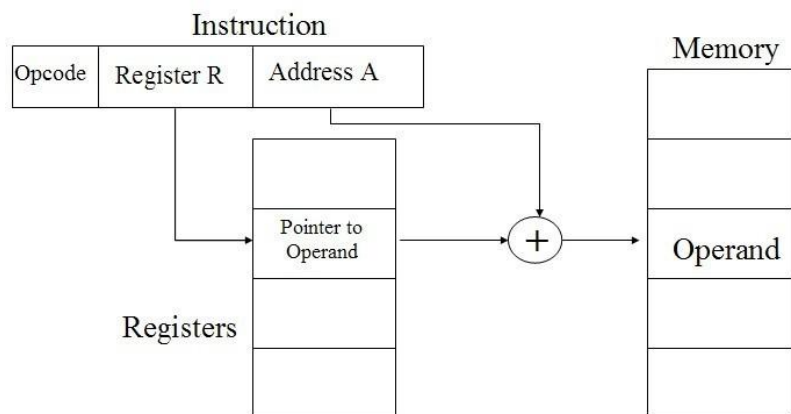 Instruction
Memory
Opcode
Register R
Address A
Pointer to
Operand
+
Operand
Registers